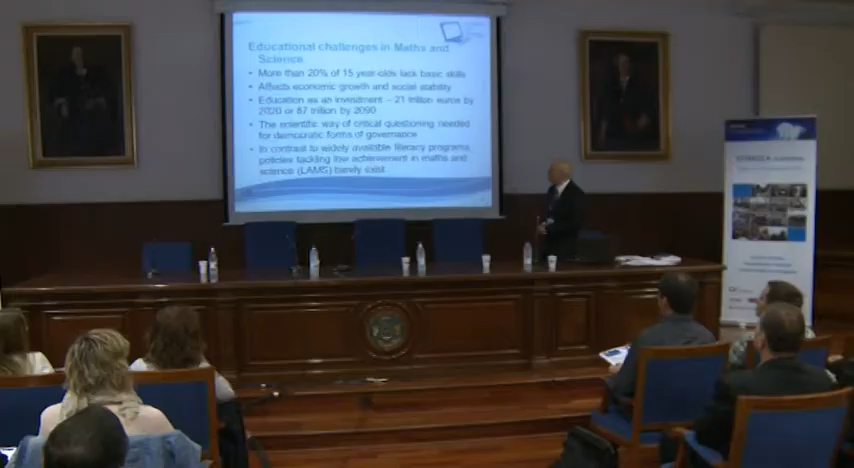 Educational challenges in Maths and
Science
• More than 20% of 15 year-olds lack basic skills
• Affects economic growth and social stability
• Education as an investment – 21 trillion euros by
2020 or 87 trillion by 2090
• The scientific way of critical questioning needed
for democratic forms of governance
• In contrast to widely available literacy programs,
policies tackling low achievement in maths and
science (LAMS) barely exist